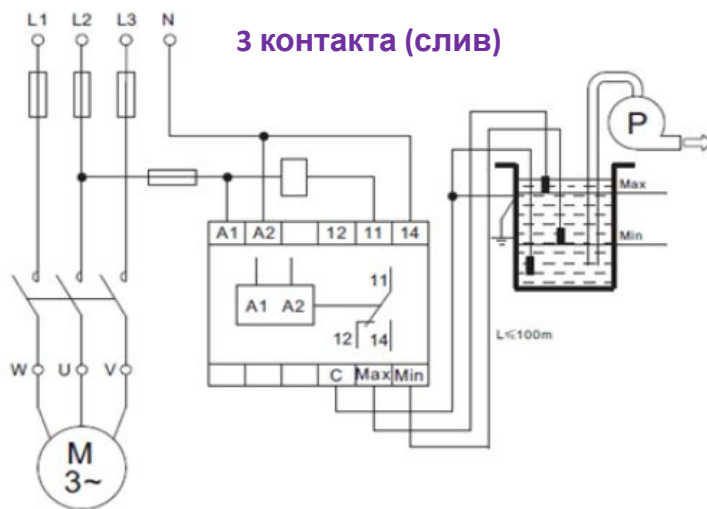 L1 L2 L3 N
3 контакта (слив)
P
Max
Min
A1 A2 12 11 14
11
A1 A2
12 14
L≤100m
W U V
C Max Min
M
3~